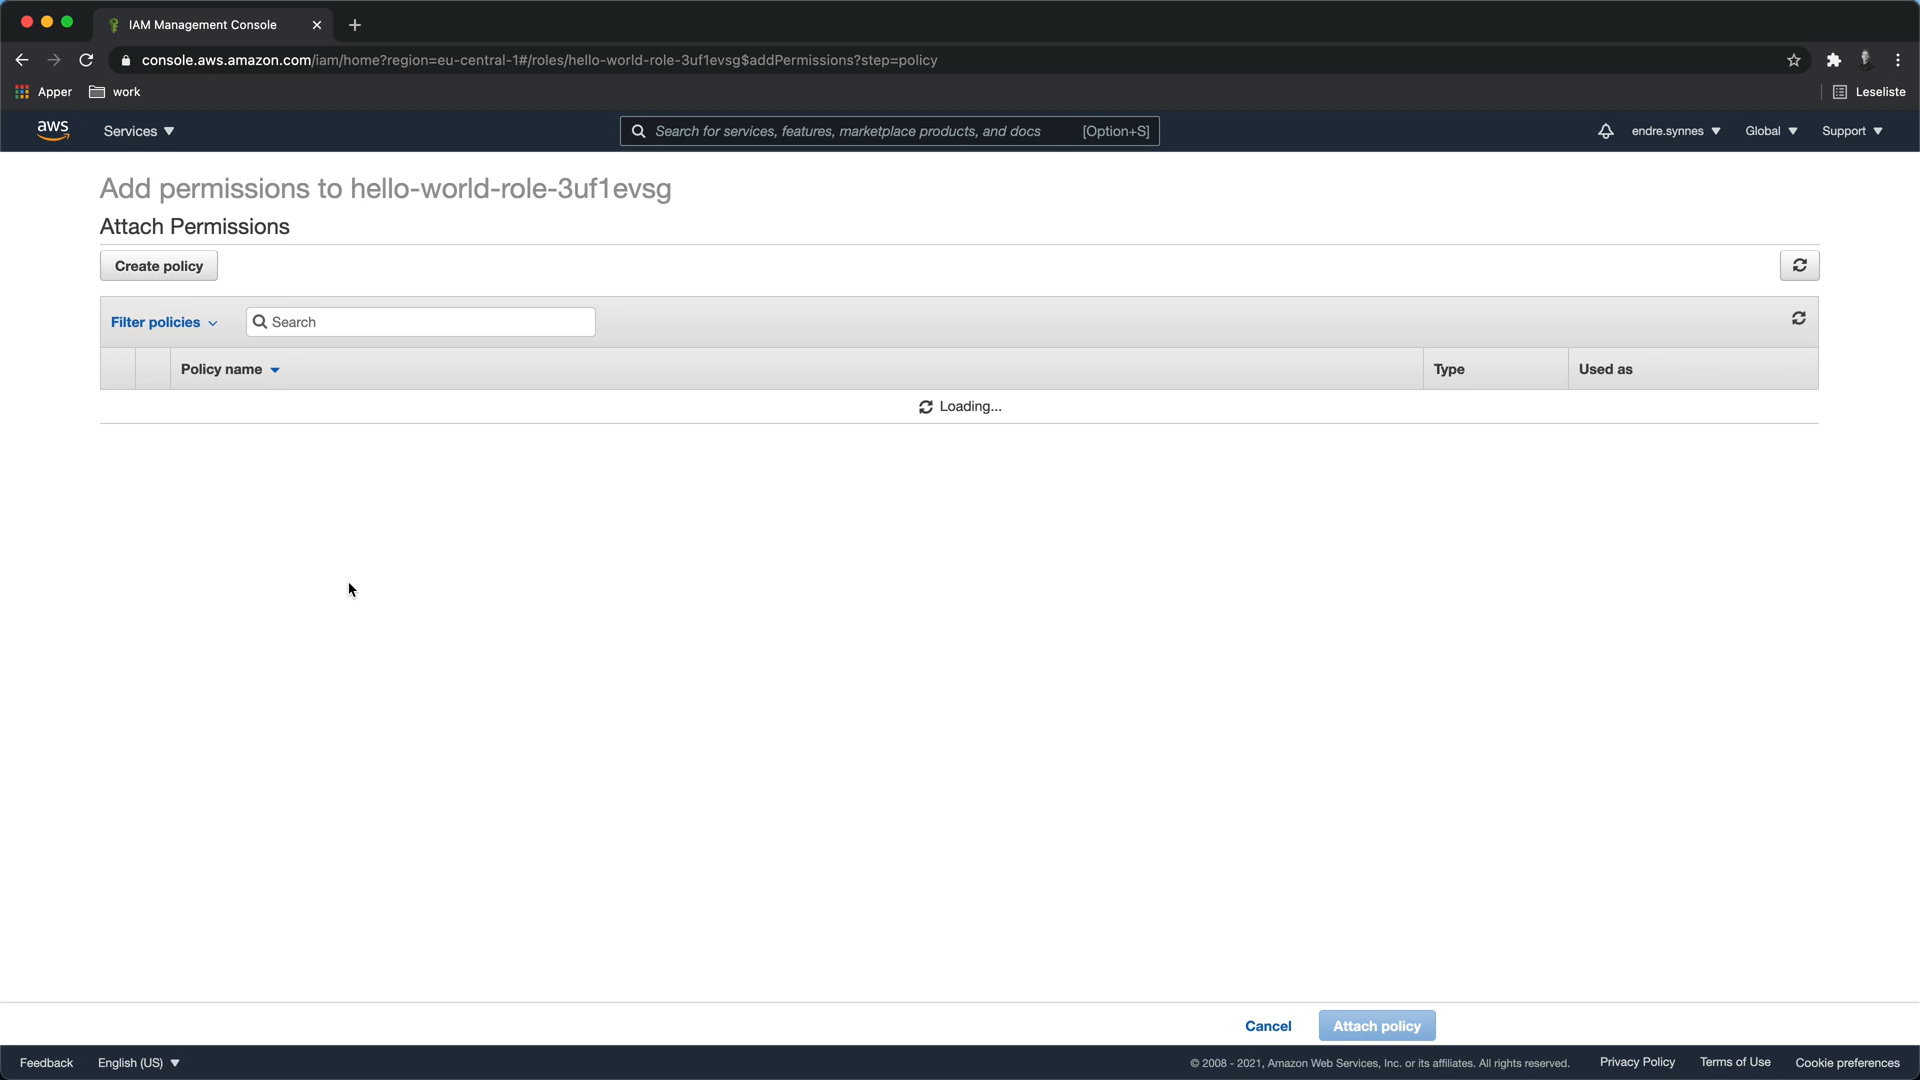 IAM Management Console
console.aws.amazon.com/iam/home?region=eu-central-1#/roles/hello-world-role-3uf1evsg$addPermissions?step=policy
Apper work Leseliste
aws Services Search for services, features, marketplace products, and docs [Option+S] endre.synnes Global Support
Add permissions to hello-world-role-3uf1evsg
Attach Permissions
Create policy
Filter policies Search
Policy name Type Used as
Loading...
Cancel Attach policy
Feedback English (US) © 2008 - 2021, Amazon Web Services, Inc. or its affiliates. All rights reserved. Privacy Policy Terms of Use Cookie preferences